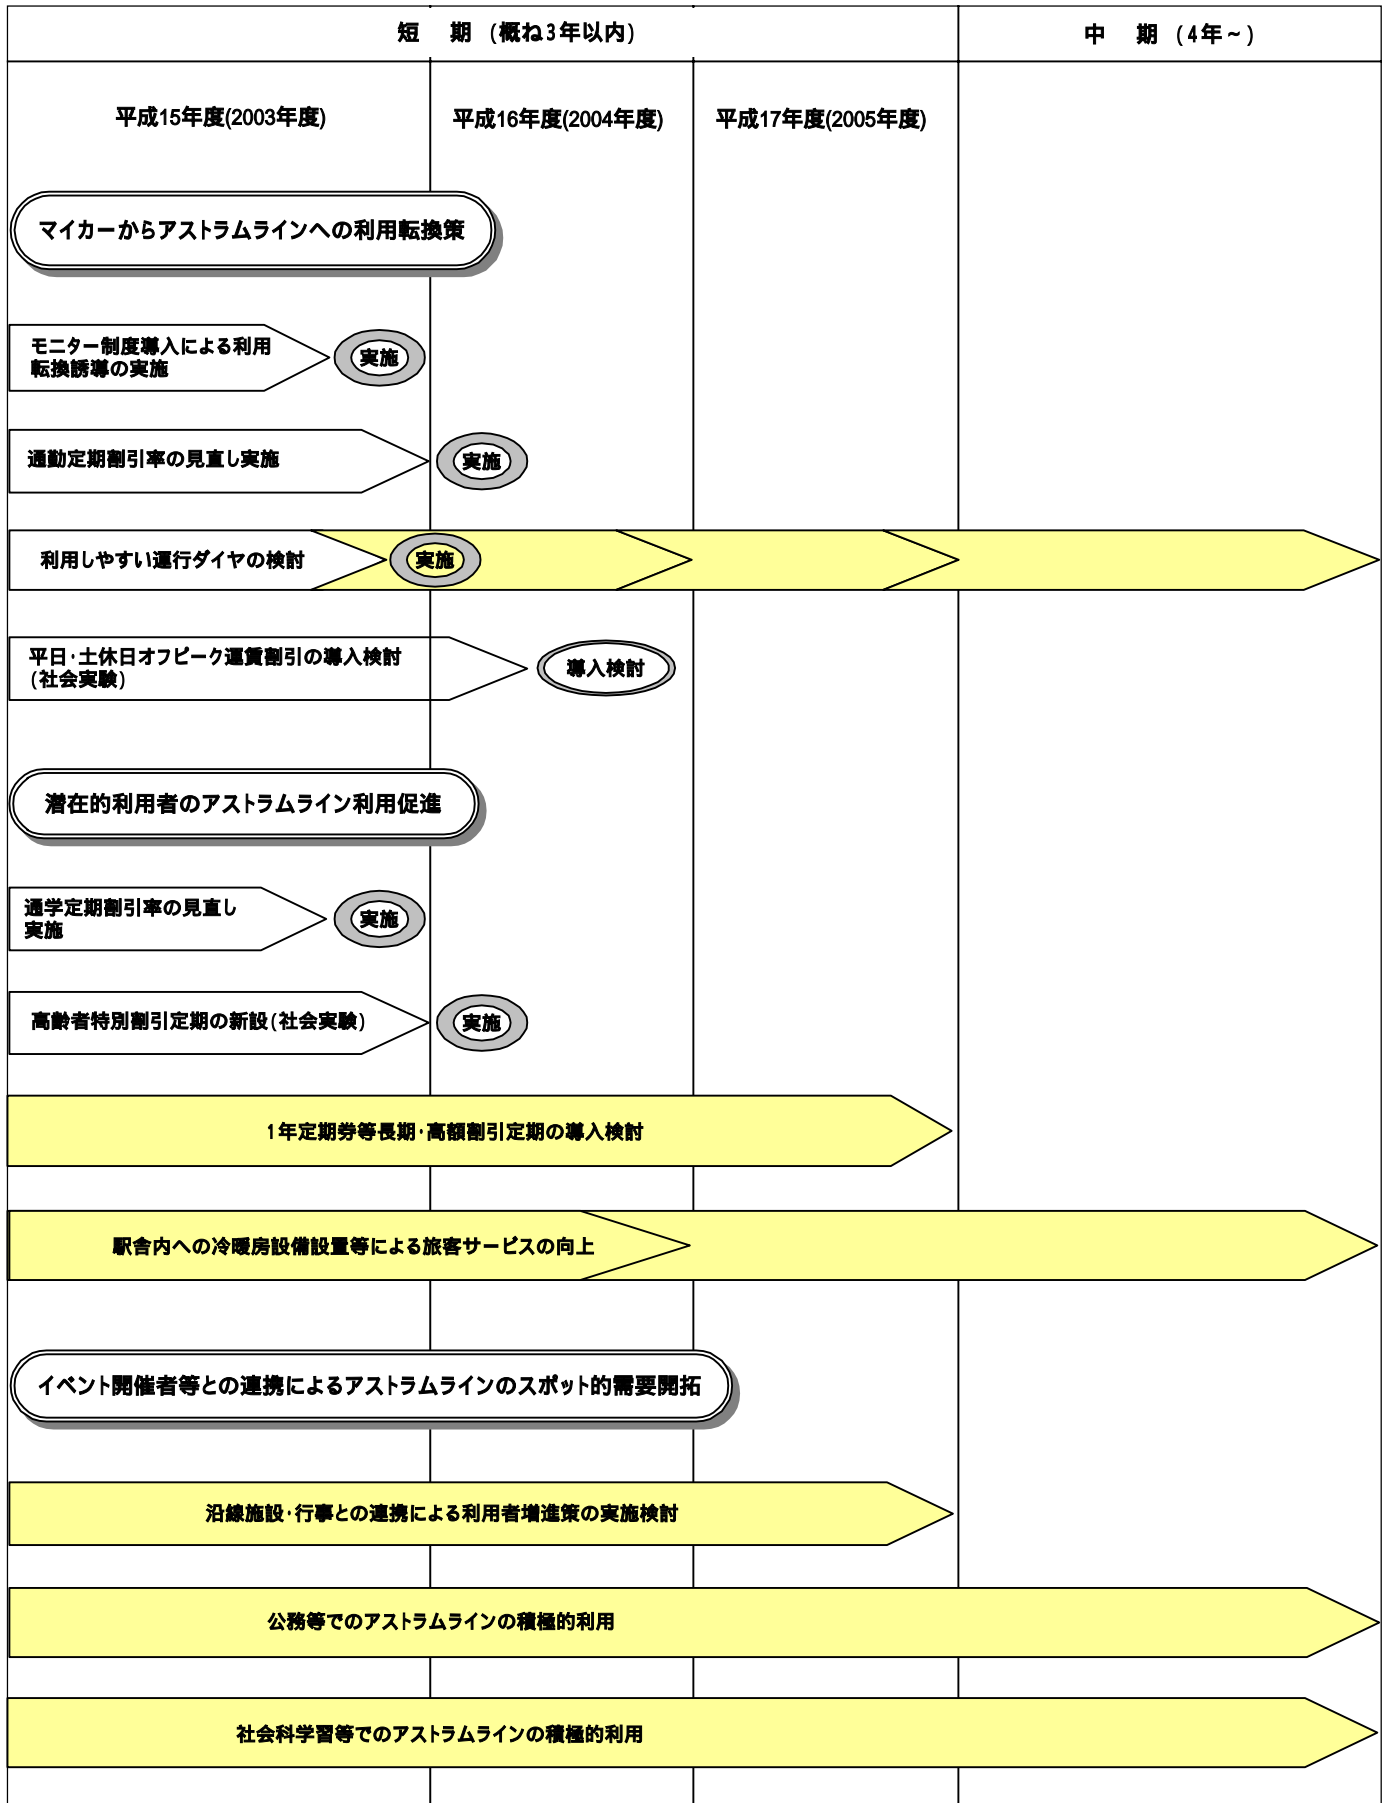 短　期 (概ね3年以内)
中　期 (4年~)
平成15年度(2003年度)
平成16年度(2004年度)
平成17年度(2005年度)
マイカーからアストラムラインへの利用転換策
モニター制度導入による利用
転換誘導の実施
実施
通勤定期割引率の見直し実施
実施
利用しやすい運行ダイヤの検討
実施
平日・土休日オフピーク運賃割引の導入検討
(社会実験)
導入検討
潜在的利用者のアストラムライン利用促進
通学定期割引率の見直し
実施
実施
高齢者特別割引定期の新設(社会実験)
実施
1年定期券等長期・高額割引定期の導入検討
駅舎内への冷暖房設備設置等による旅客サービスの向上
イベント開催者等との連携によるアストラムラインのスポット的需要開拓
沿線施設・行事との連携による利用者増進策の実施検討
公務等でのアストラムラインの積極的利用
社会科学習等でのアストラムラインの積極的利用